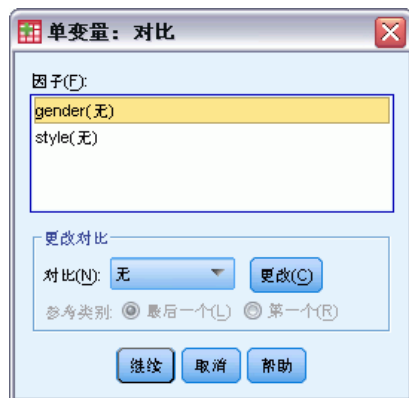 单变量：对比
因子(F):
gender(无)
style(无)
更改对比
对比(N): 无 更改(C)
参考类别: 最后一个(L) 第一个(R)
继续 取消 帮助